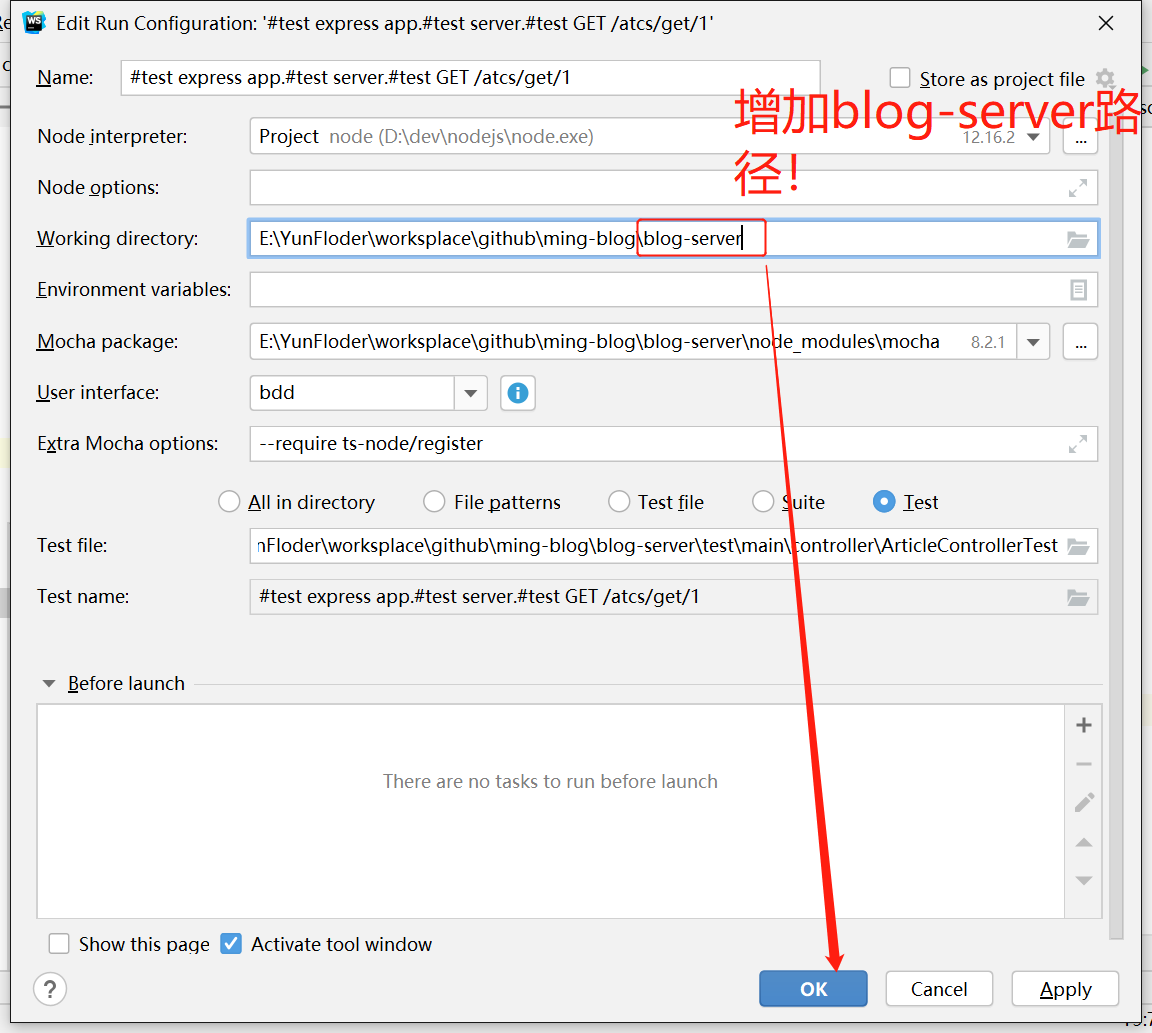 WS Edit Run Configuration: '#test express app.#test server.#test GET /atcs/get/1'
Name: #test express app.#test server.#test GET /atcs/get/1 Store as project file
增加blog-server路
径！
Node interpreter: Project node (D:\dev\nodejs\node.exe) 12.16.2 ...
Node options:
Working directory: E:\YunFloder\worksplace\github\ming-blog\blog-server
Environment variables:
Mocha package: E:\YunFloder\worksplace\github\ming-blog\blog-server\node_modules\mocha 8.2.1 ...
User interface: bdd
Extra Mocha options: --require ts-node/register
All in directory File patterns Test file Suite Test
Test file: nFloder\worksplace\github\ming-blog\blog-server\test\main\controller\ArticleControllerTest
Test name: #test express app.#test server.#test GET /atcs/get/1
Before launch
There are no tasks to run before launch
Show this page Activate tool window
? OK Cancel Apply